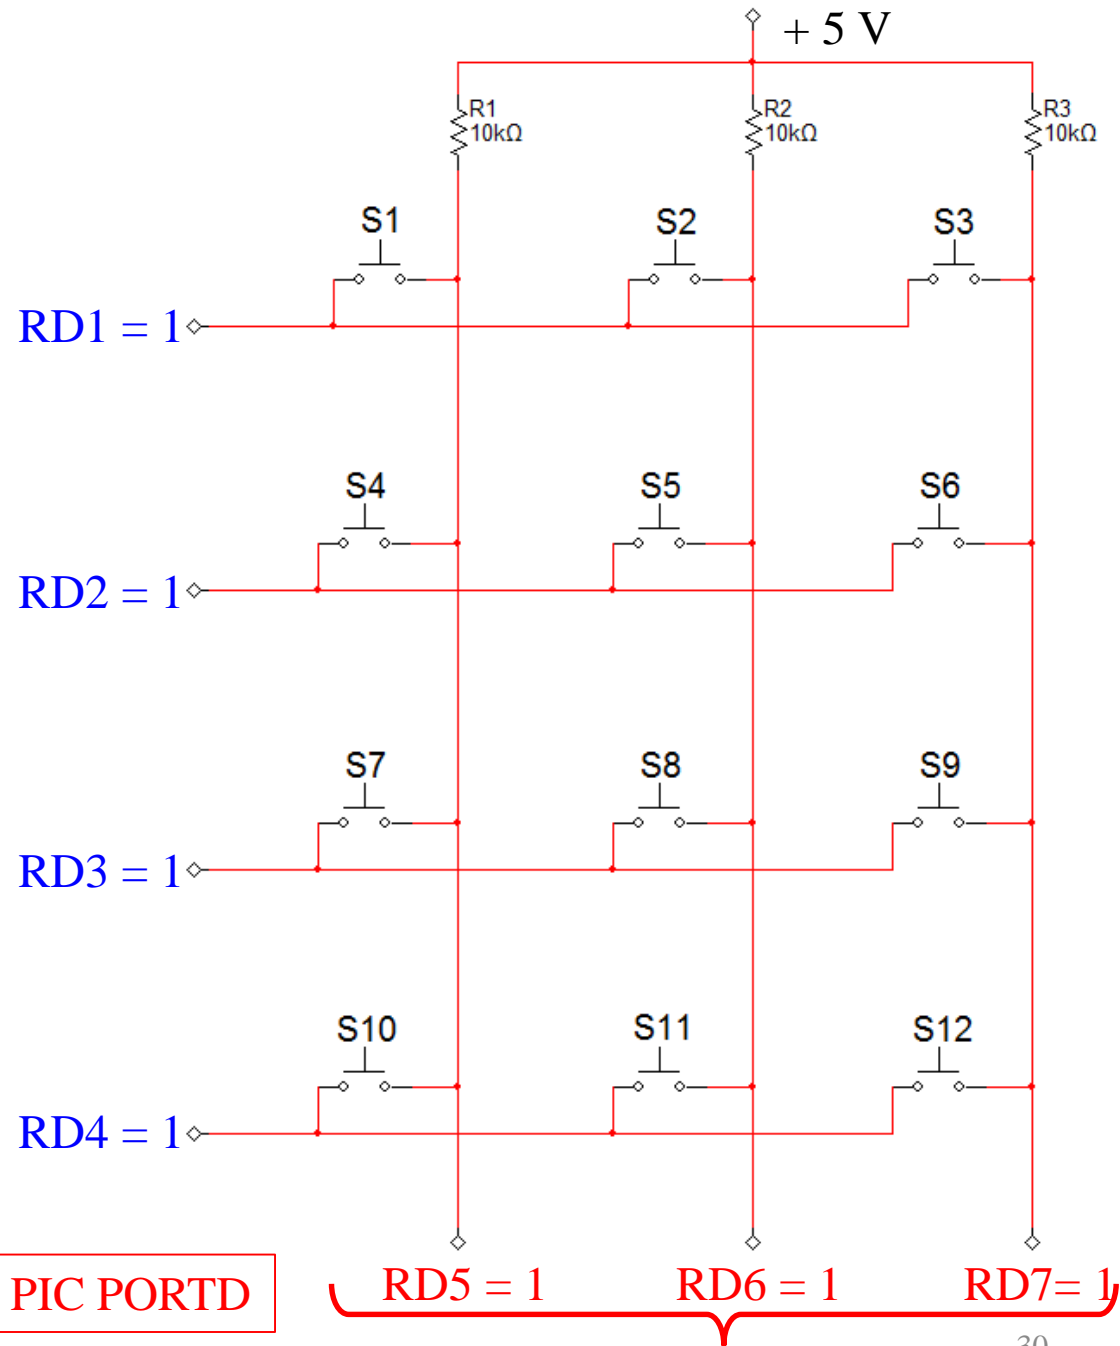 + 5 V
R1
10kΩ
R2
10kΩ
R3
10kΩ
S1
S2
S3
RD1 = 1
S4
S5
S6
RD2 = 1
S7
S8
S9
RD3 = 1
S10
S11
S12
RD4 = 1
PIC PORTD
RD5 = 1
RD6 = 1
RD7= 1
30